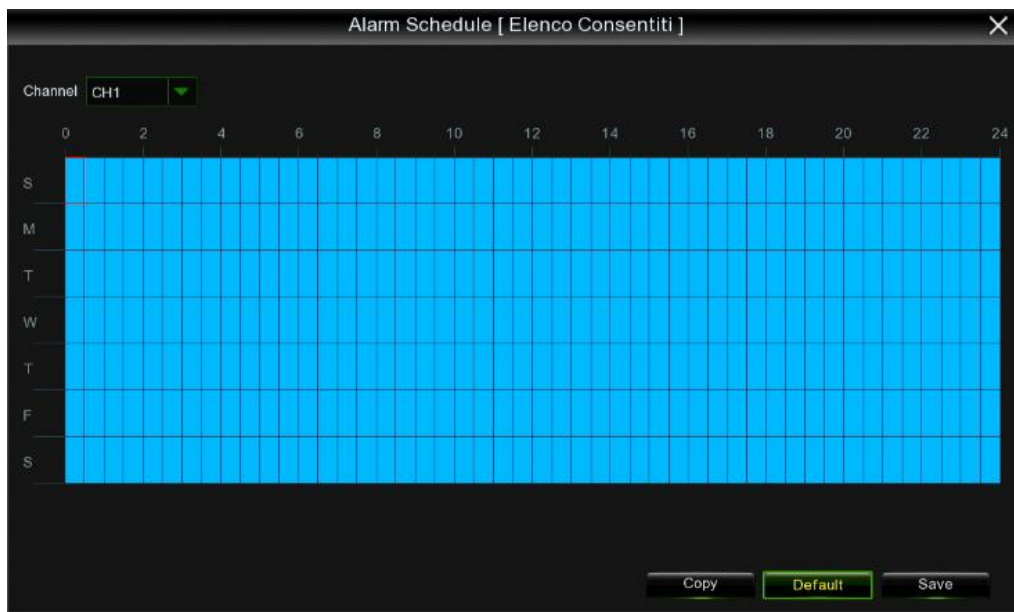 Alarm Schedule [ Elenco Consentiti ]
Channel CH1
0 2 4 6 8 10 12 14 16 18 20 22 24
S
M
T
W
T
F
S
Copy Default Save